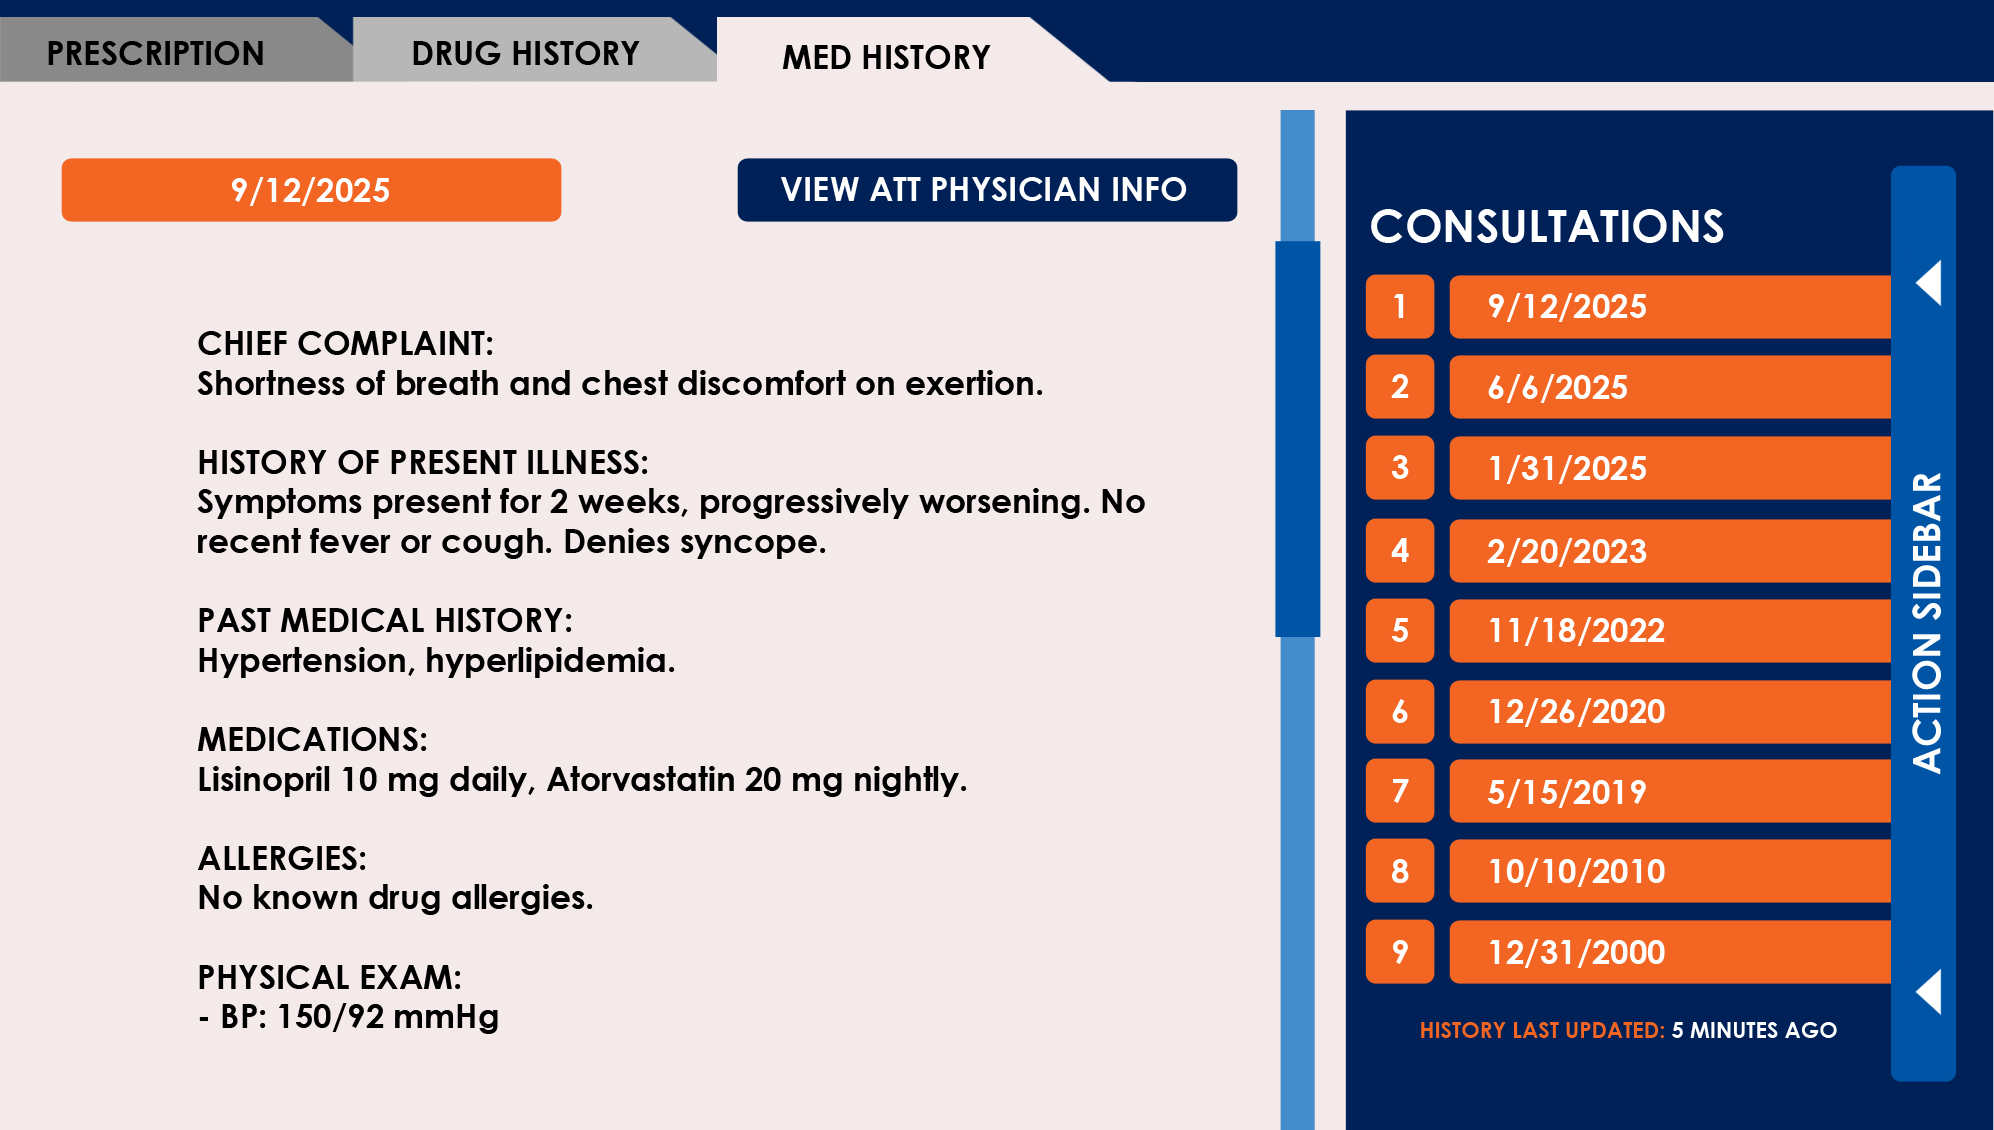 PRESCRIPTION
DRUG HISTORY
MED HISTORY
9/12/2025
VIEW ATT PHYSICIAN INFO
CHIEF COMPLAINT:
Shortness of breath and chest discomfort on exertion.
HISTORY OF PRESENT ILLNESS:
Symptoms present for 2 weeks, progressively worsening. No
recent fever or cough. Denies syncope.
PAST MEDICAL HISTORY:
Hypertension, hyperlipidemia.
MEDICATIONS:
Lisinopril 10 mg daily, Atorvastatin 20 mg nightly.
ALLERGIES:
No known drug allergies.
PHYSICAL EXAM:
- BP: 150/92 mmHg
CONSULTATIONS
1 9/12/2025
2 6/6/2025
3 1/31/2025
4 2/20/2023
5 11/18/2022
6 12/26/2020
7 5/15/2019
8 10/10/2010
9 12/31/2000
HISTORY LAST UPDATED: 5 MINUTES AGO
ACTION SIDEBAR